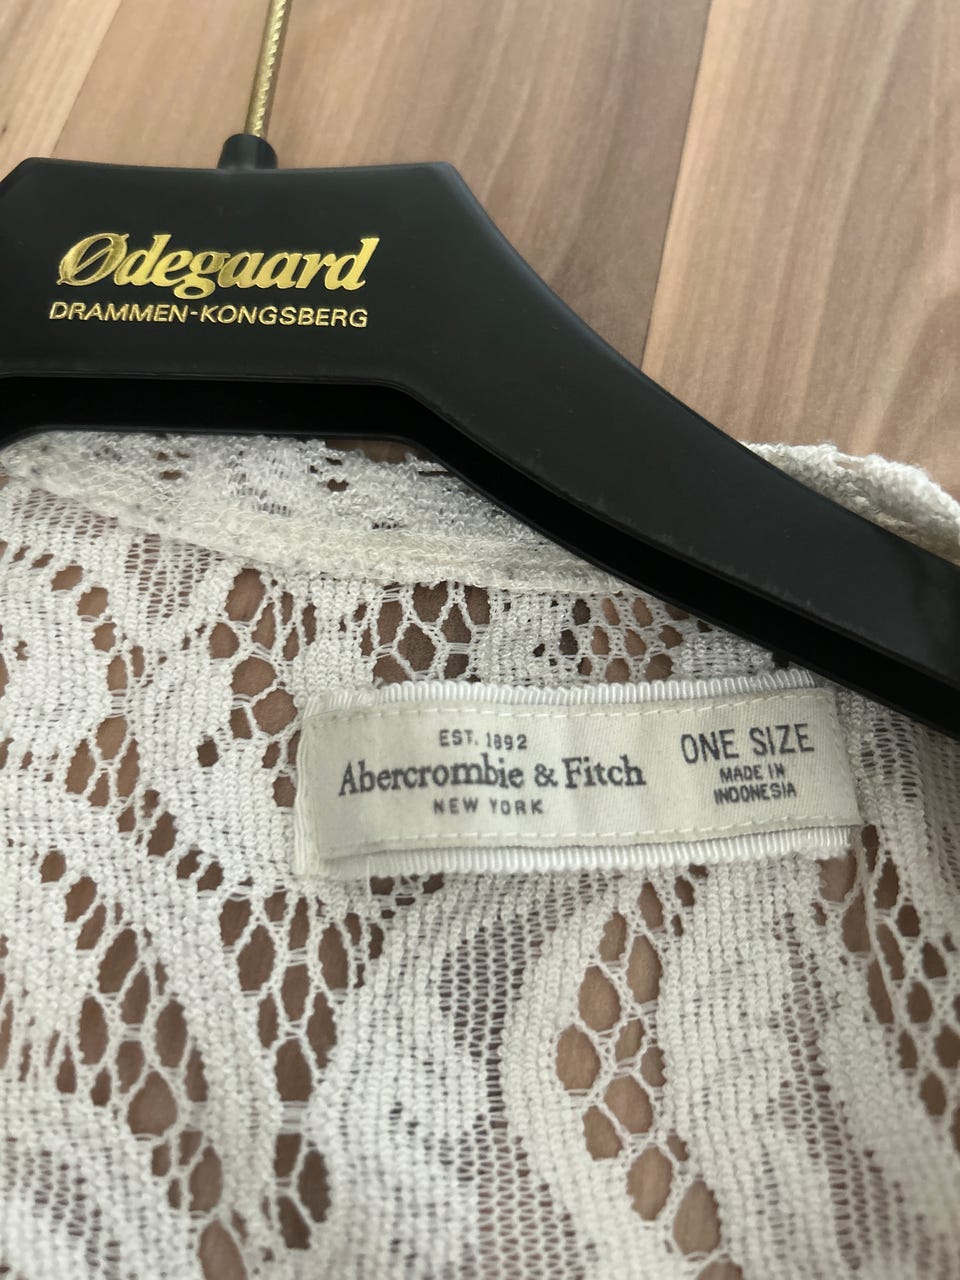 Ødegaard
DRAMMEN-KONGSBERG
EST. 1892
Abercrombie & Fitch
NEW YORK
ONE SIZE
MADE IN
INDONESIA